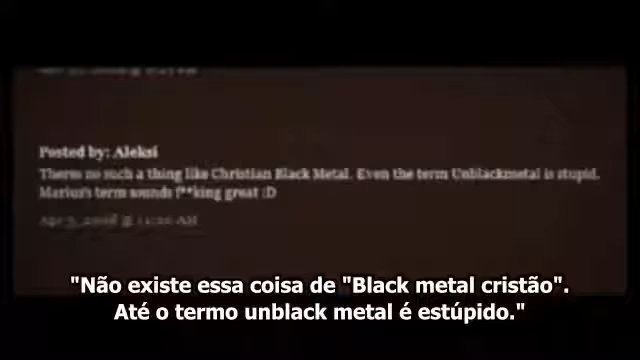 Posted by: Aleksi
Theres no such a thing like Christian Black Metal. Even the term Unblackmetal is stupid.
Marius's term sounds f**king great :D
"Não existe essa coisa de "Black metal cristão".
Até o termo unblack metal é estúpido."